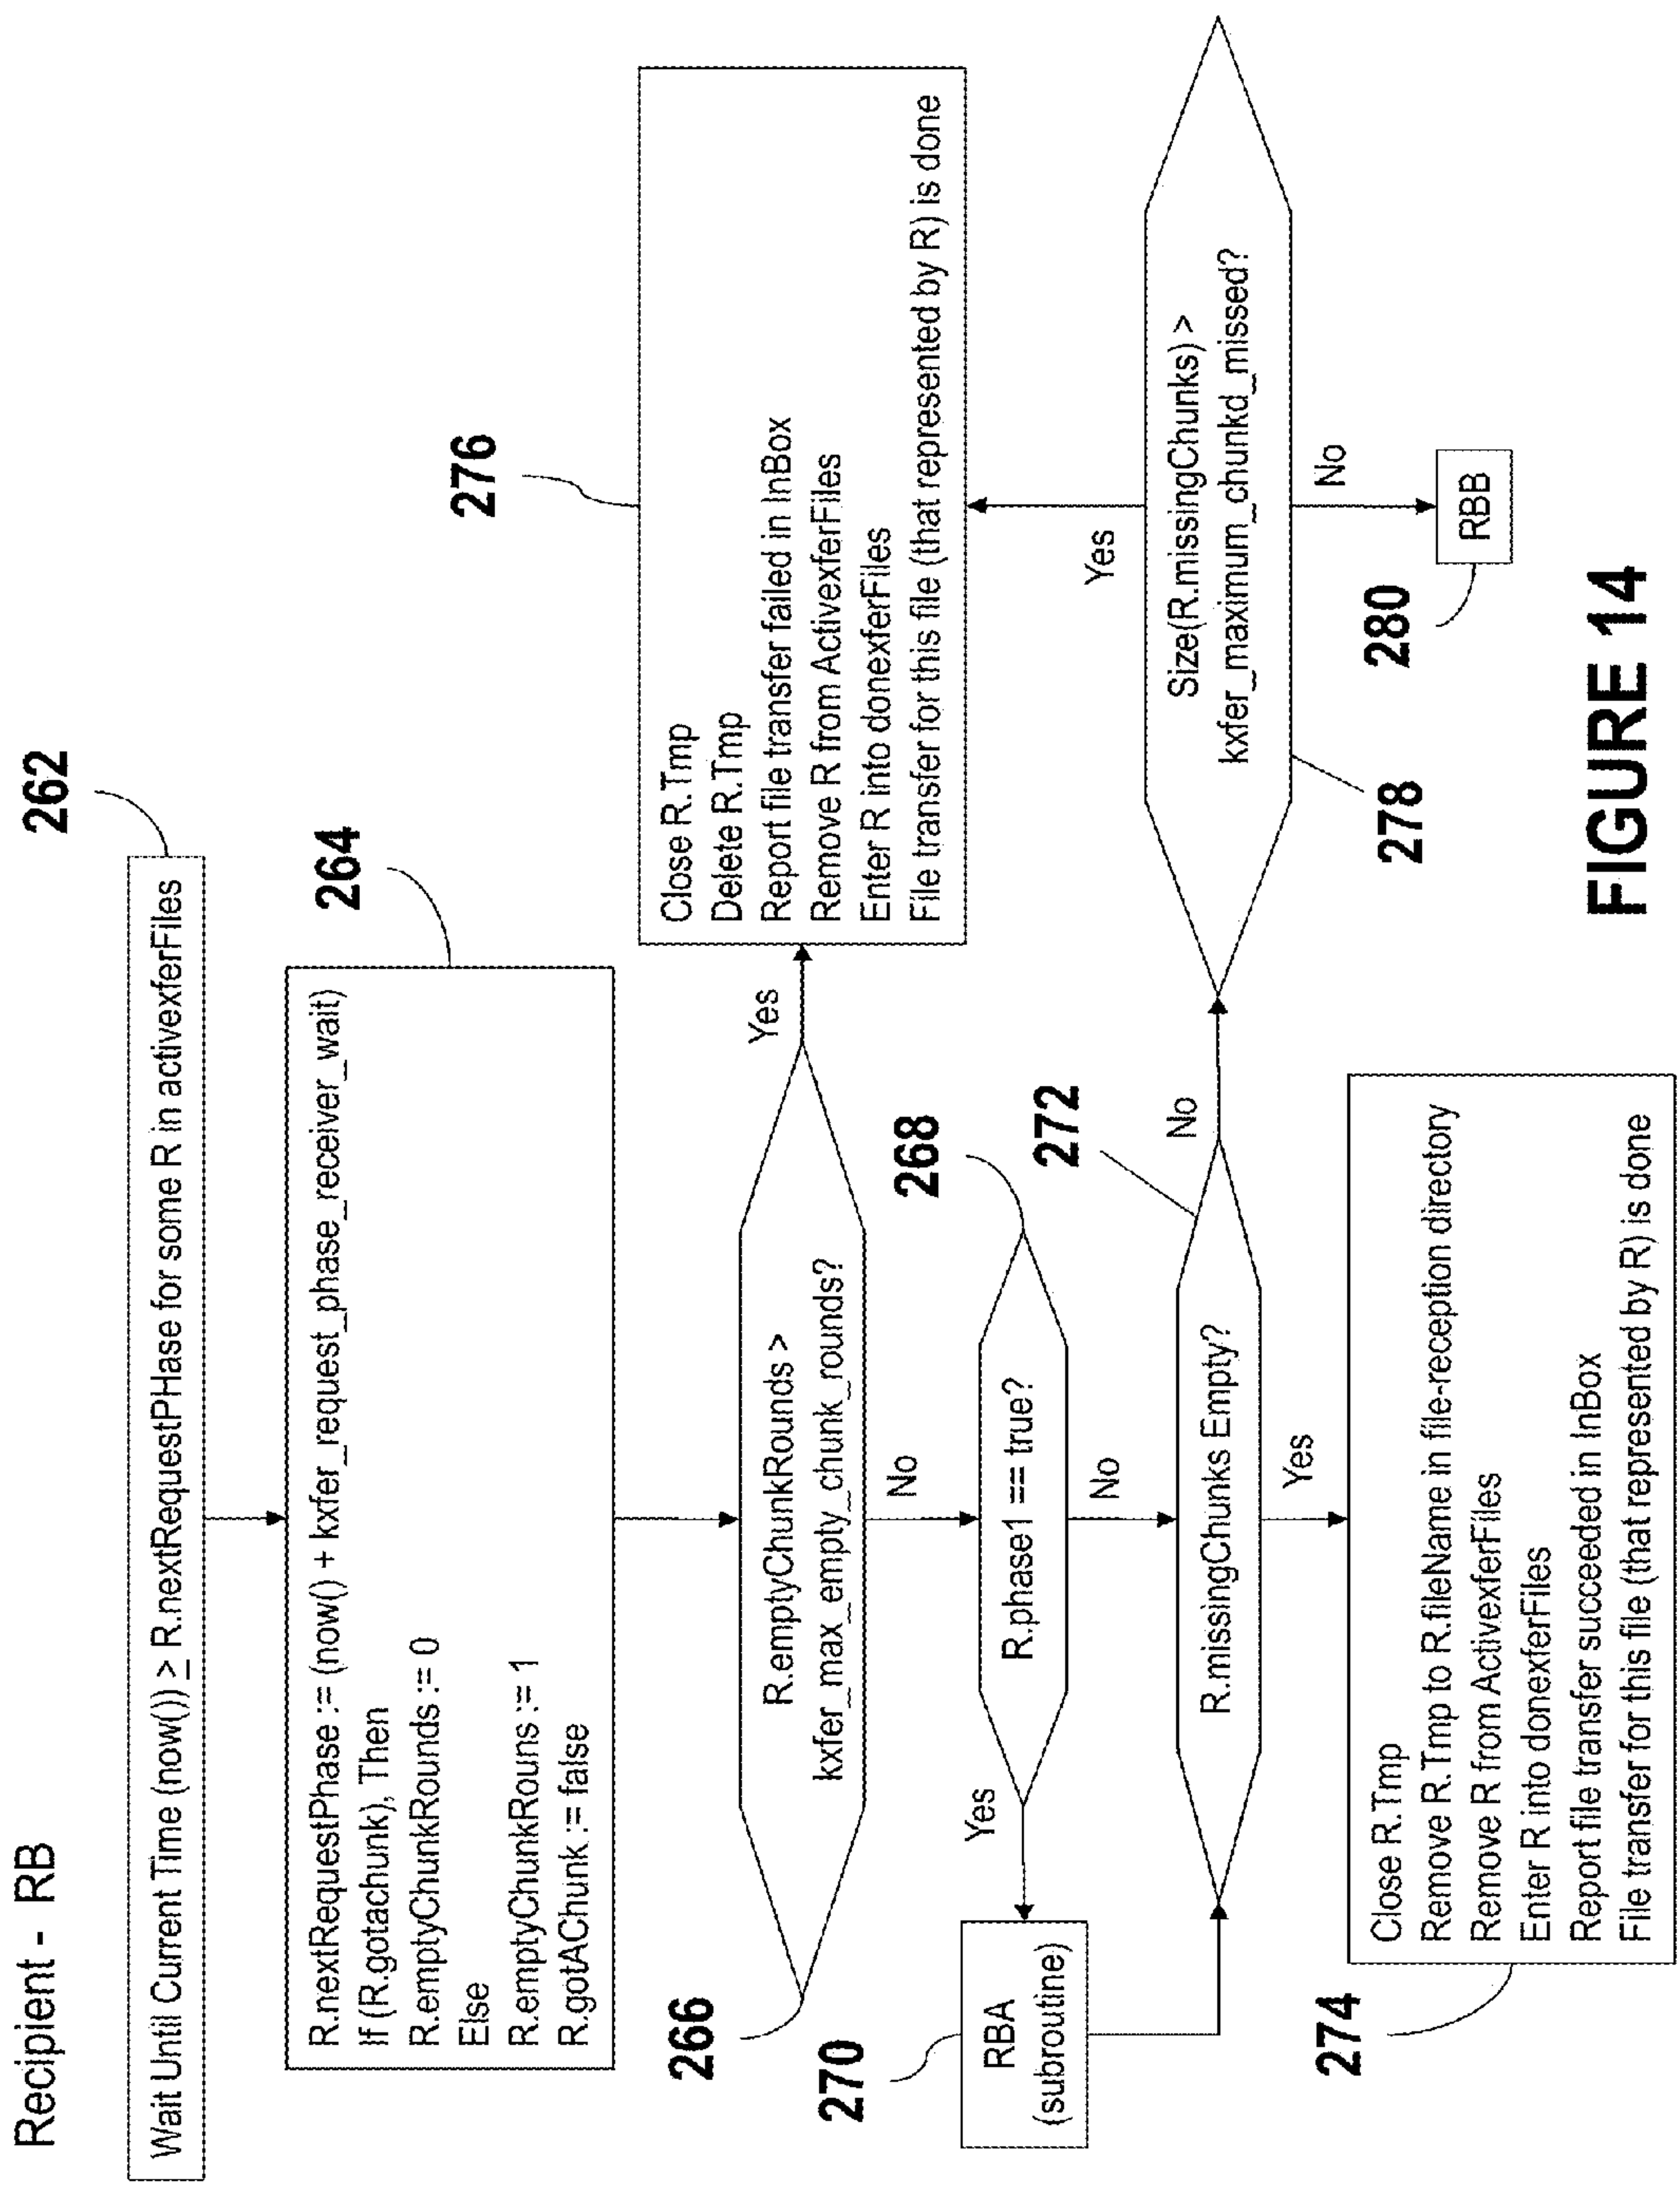 Recipient - RB
262
Wait Until Current Time (now()) > R.nextRequestPHase for some R in activexferFiles
264
R.nextRequestPhase := (now() + kxfer_request_phase_receiver_wait)
If (R.gotachunk), Then
R.emptyChunkRounds := 0
Else
R.emptyChunkRouns := 1
R.gotAChunk := false
266
R.emptyChunkRounds >
kxfer_max_empty_chunk_rounds?
Yes
No
276
Close R.Tmp
Delete R.Tmp
Report file transfer failed in InBox
Remove R from ActivexferFiles
Enter R into donexferFiles
File transfer for this file (that represented by R) is done
268
R.phase1 == true?
Yes
No
270
RBA
(subroutine)
272
R.missingChunks Empty?
No
Yes
278
Size(R.missingChunks) >
kxfer_maximum_chunkd_missed?
Yes
No
280
RBB
274
Close R.Tmp
Remove R.Tmp to R.fileName in file-reception directory
Remove R from ActivexferFiles
Enter R into donexferFiles
Report file transfer succeeded in InBox
File transfer for this file (that represented by R) is done
FIGURE 14